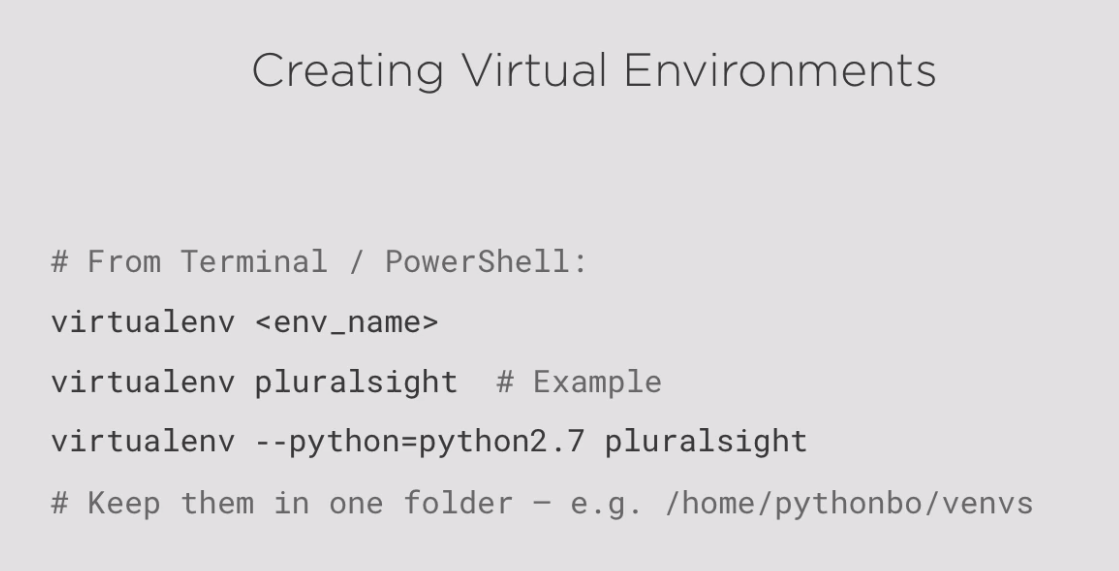 Creating Virtual Environments
# From Terminal / PowerShell:
virtualenv <env_name>
virtualenv pluralsight  # Example
virtualenv --python=python2.7 pluralsight
# Keep them in one folder – e.g. /home/pythonbo/venvs